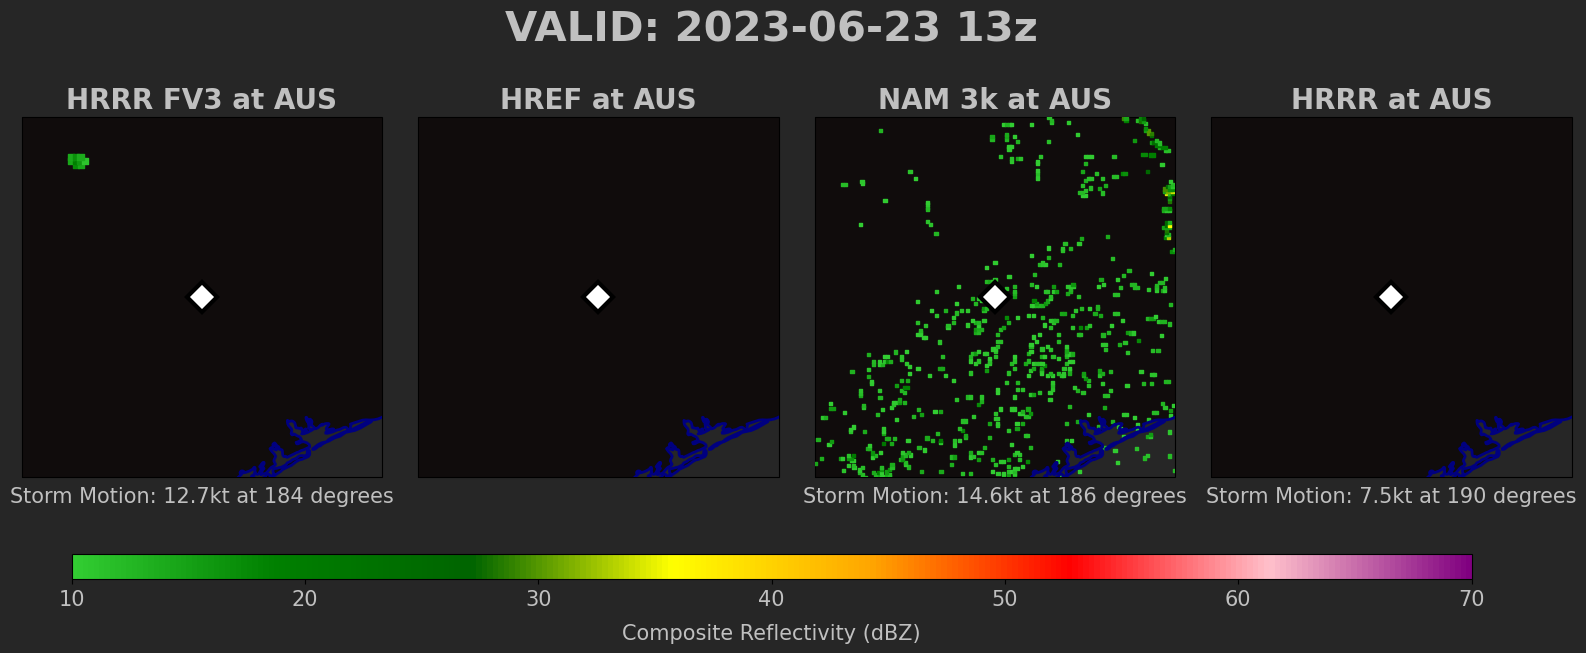 VALID: 2023-06-23 13z
HRRR FV3 at AUS
HREF at AUS
NAM 3k at AUS
HRRR at AUS
Storm Motion: 12.7kt at 184 degrees
Storm Motion: 14.6kt at 186 degrees
Storm Motion: 7.5kt at 190 degrees
10 20 30 40 50 60 70
Composite Reflectivity (dBZ)